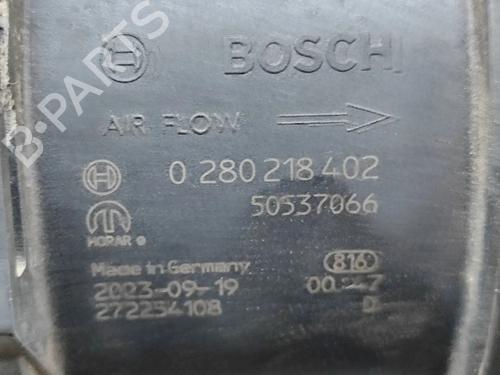 B-PARTS
BOSCH
AIR FLOW
0 280 218 402
50537066
MOPAR ®
Made in Germany
816
2023-09-19
272254108
D